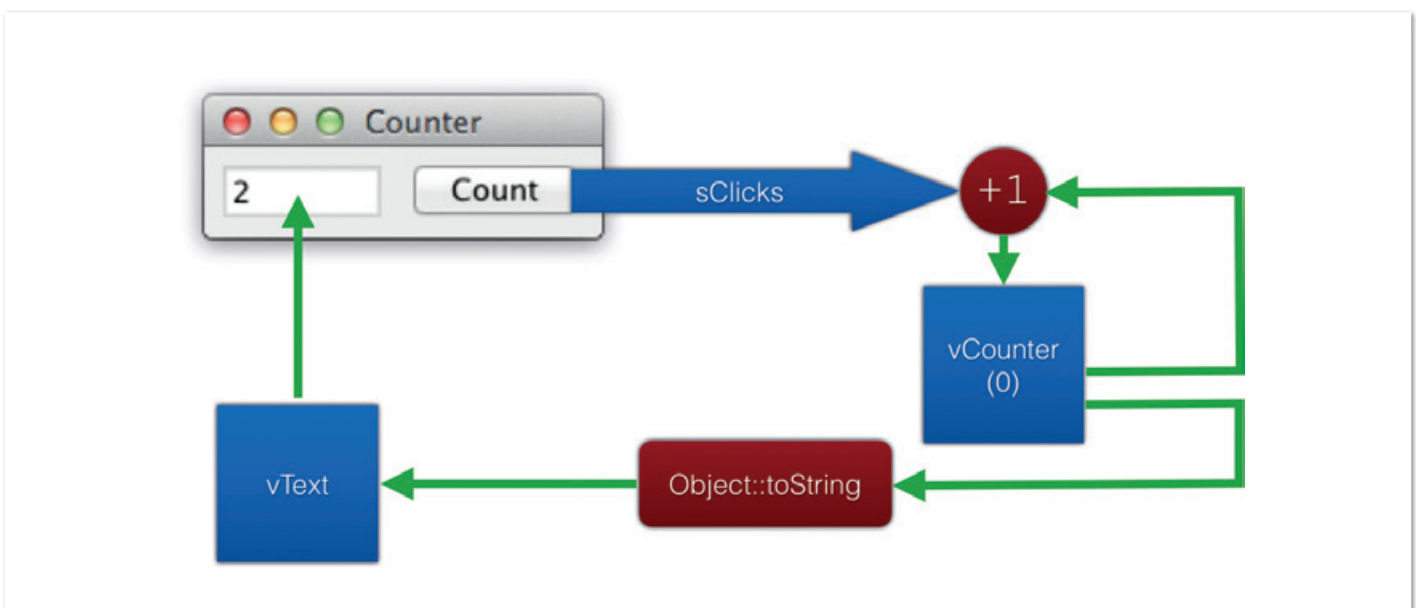 Counter
2
Count
sClicks
+1
vCounter
(0)
vText
Object::toString